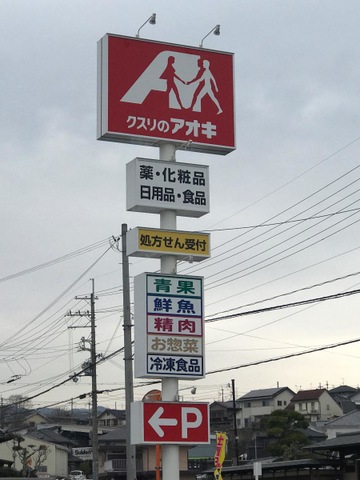 クスリのアオキ
薬・化粧品
日用品・食品
処方せん受付
青果
鮮魚
精肉
お惣菜
冷凍食品
←P